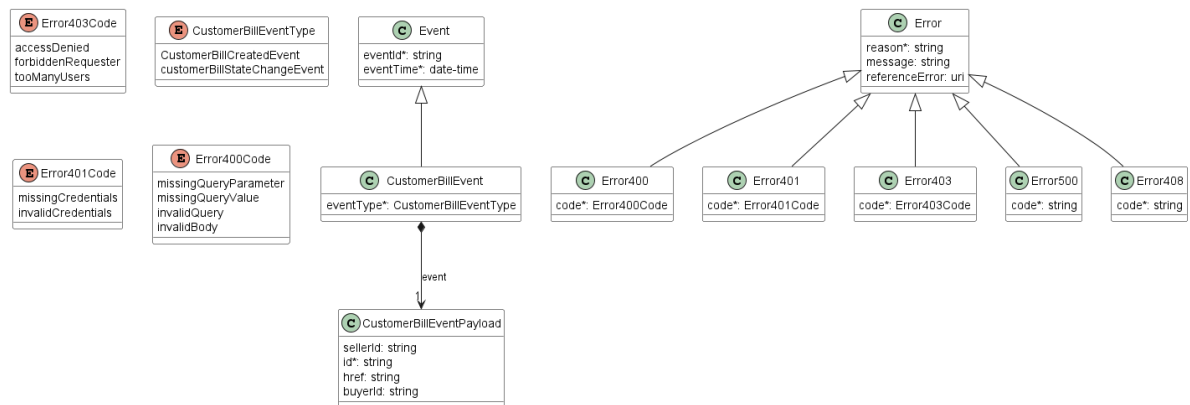 E Error403Code
accessDenied
forbiddenRequester
tooManyUsers
E CustomerBillEventType
CustomerBillCreatedEvent
customerBillStateChangeEvent
C Event
eventId*: string
eventTime*: date-time
C Error
reason*: string
message: string
referenceError: uri
E Error401Code
missingCredentials
invalidCredentials
E Error400Code
missingQueryParameter
missingQueryValue
invalidQuery
invalidBody
C CustomerBillEvent
eventType*: CustomerBillEventType
C Error400
code*: Error400Code
C Error401
code*: Error401Code
C Error403
code*: Error403Code
C Error500
code*: string
C Error408
code*: string
event
1
C CustomerBillEventPayload
sellerId: string
id*: string
href: string
buyerId: string